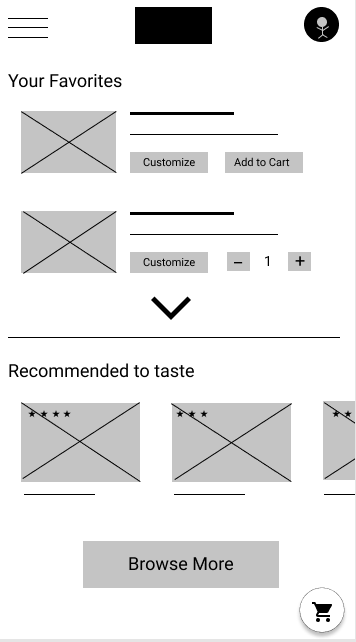 Your Favorites
Customize Add to Cart
Customize – 1 +
Recommended to taste
★ ★ ★ ★ ★ ★ ★ ★ ★
Browse More